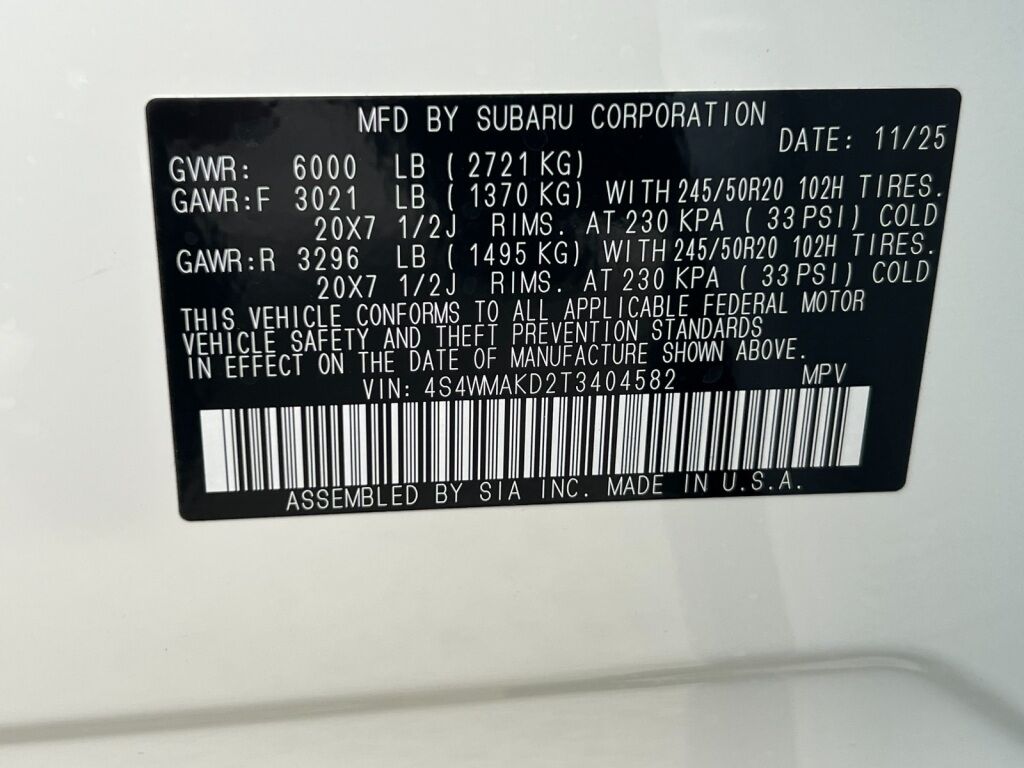 MFD BY SUBARU CORPORATION
DATE: 11/25
GVWR: 6000 LB ( 2721 KG)
GAWR:F 3021 LB ( 1370 KG) WITH 245/50R20 102H TIRES.
20X7 1/2J RIMS. AT 230 KPA ( 33 PSI) COLD
GAWR:R 3296 LB ( 1495 KG) WITH 245/50R20 102H TIRES.
20X7 1/2J RIMS. AT 230 KPA ( 33 PSI) COLD
THIS VEHICLE CONFORMS TO ALL APPLICABLE FEDERAL MOTOR
VEHICLE SAFETY AND THEFT PREVENTION STANDARDS
IN EFFECT ON THE DATE OF MANUFACTURE SHOWN ABOVE.
VIN: 4S4WMAKD2T3404582 MPV
ASSEMBLED BY SIA INC. MADE IN U.S.A.